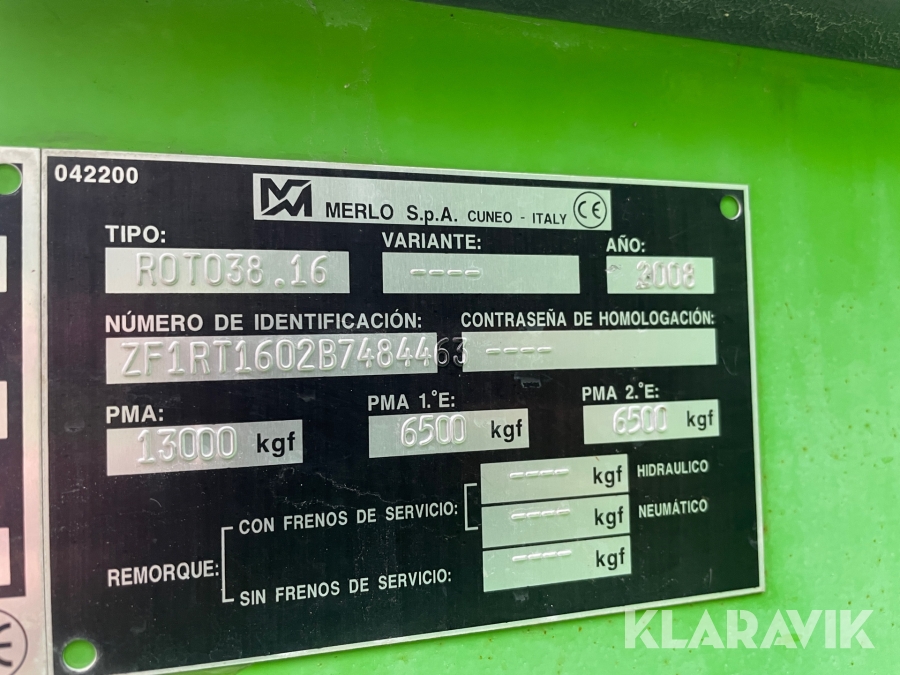 042200
MERLO S.p.A. CUNEO - ITALY CE
TIPO: VARIANTE: AÑO:
ROTO38.16 ---- 2008
NÚMERO DE IDENTIFICACIÓN: CONTRASEÑA DE HOMOLOGACIÓN:
ZF1RT1602B7484463 ----
PMA: PMA 1.°E: PMA 2.°E:
13000 kgf 6500 kgf 6500 kgf
---- kgf HIDRAULICO
CON FRENOS DE SERVICIO: ---- kgf NEUMÁTICO
REMORQUE:
SIN FRENOS DE SERVICIO: ---- kgf
KLARAVIK